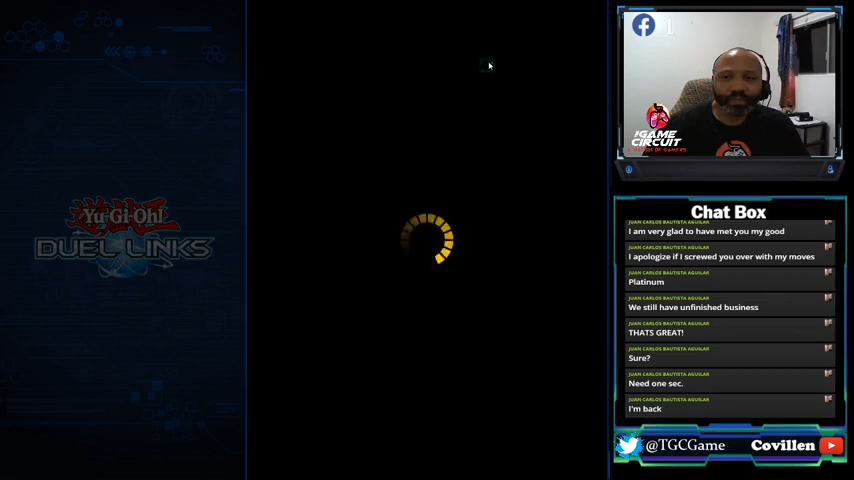 Yu-Gi-Oh!
DUEL LINKS
1
THE GAME
CIRCUIT
Chat Box
JUAN CARLOS BAUTISTA AGUILAR
I am very glad to have met you my good
JUAN CARLOS BAUTISTA AGUILAR
I apologize if I screwed you over with my moves
JUAN CARLOS BAUTISTA AGUILAR
Platinum
JUAN CARLOS BAUTISTA AGUILAR
We still have unfinished business
JUAN CARLOS BAUTISTA AGUILAR
THATS GREAT!
JUAN CARLOS BAUTISTA AGUILAR
Sure?
JUAN CARLOS BAUTISTA AGUILAR
Need one sec.
JUAN CARLOS BAUTISTA AGUILAR
I'm back
@TGCGame
Covillen